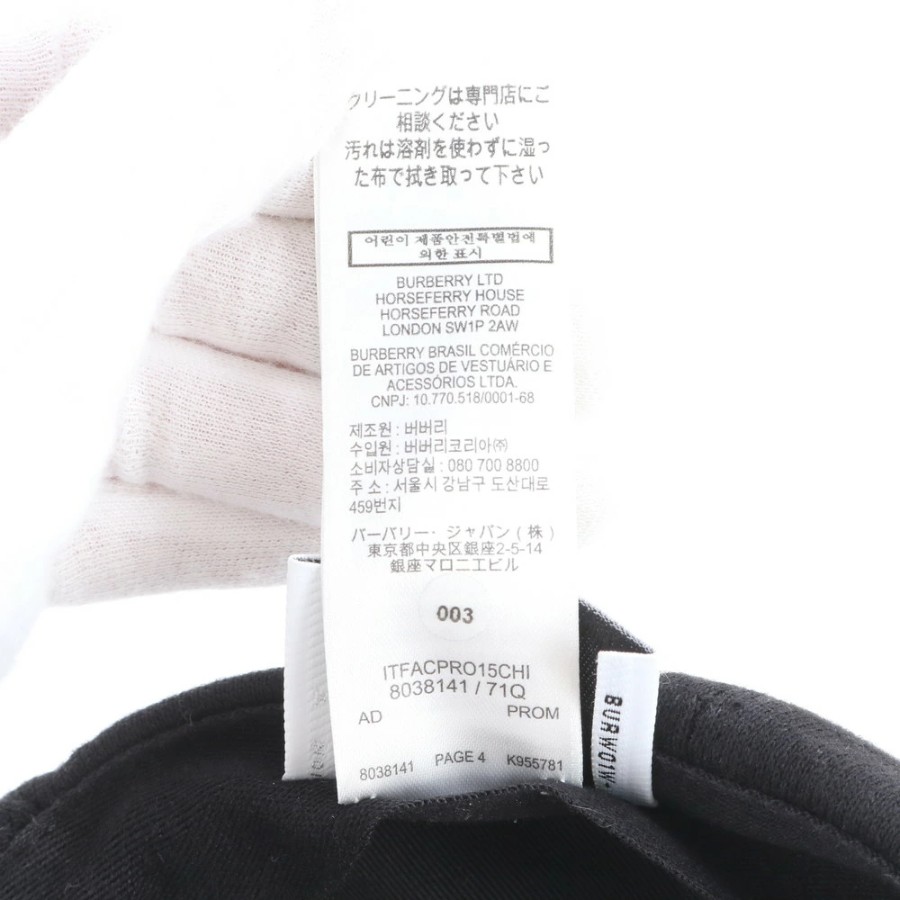 クリーニングは専門店にご
相談ください
汚れは溶剤を使わずに湿っ
た布で拭き取って下さい
어린이 제품안전특별법에
의한 표시
BURBERRY LTD
HORSEFERRY HOUSE
HORSEFERRY ROAD
LONDON SW1P 2AW
BURBERRY BRASIL COMÉRCIO
DE ARTIGOS DE VESTUÁRIO E
ACESSÓRIOS LTDA.
CNPJ: 10.770.518/0001-68
제조원 : 버버리
수입원 : 버버리코리아㈜
소비자상담실 : 080 700 8800
주 소 : 서울시 강남구 도산대로
459번지
バーバリー・ジャパン(株)
東京都中央区銀座2-5-14
銀座マロニエビル
003
ITFACPRO15CHI
8038141 / 71Q
AD PROM
8038141 PAGE 4 K955781
BURW01W